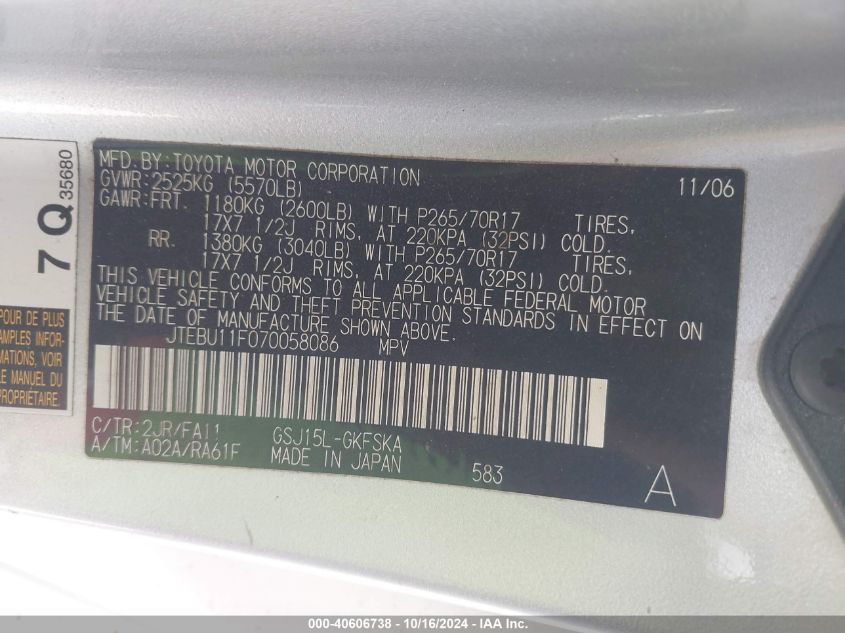 7 Q 35680
POUR DE PLUS
AMPLES INFOR-
MATIONS, VOIR
LE MANUEL DU
PROPRIÉTAIRE.
MFD. BY: TOYOTA MOTOR CORPORATION 11/06
GVWR: 2525KG (5570LB)
GAWR: FRT. 1180KG (2600LB) WITH P265/70R17 TIRES,
17X7 1/2J RIMS, AT 220KPA (32PSI) COLD.
RR. 1380KG (3040LB) WITH P265/70R17 TIRES,
17X7 1/2J RIMS, AT 220KPA (32PSI) COLD.
THIS VEHICLE CONFORMS TO ALL APPLICABLE FEDERAL MOTOR
VEHICLE SAFETY AND THEFT PREVENTION STANDARDS IN EFFECT ON
THE DATE OF MANUFACTURE SHOWN ABOVE.
JTEBU11F070058086 MPV
C/TR: 2JR/FA11 GSJ15L-GKFSKA
A/TM: A02A/RA61F MADE IN JAPAN 583
A
000-40606738 - 10/16/2024 - IAA Inc.